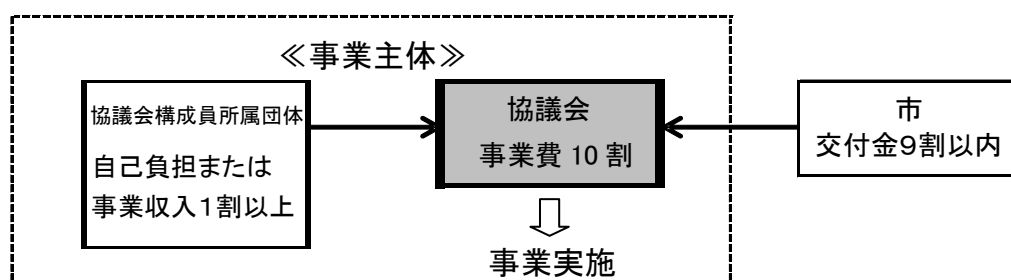 ≪事業主体≫
協議会構成員所属団体
自己負担または
事業収入１割以上
協議会
事業費 10 割
市
交付金９割以内
事業実施